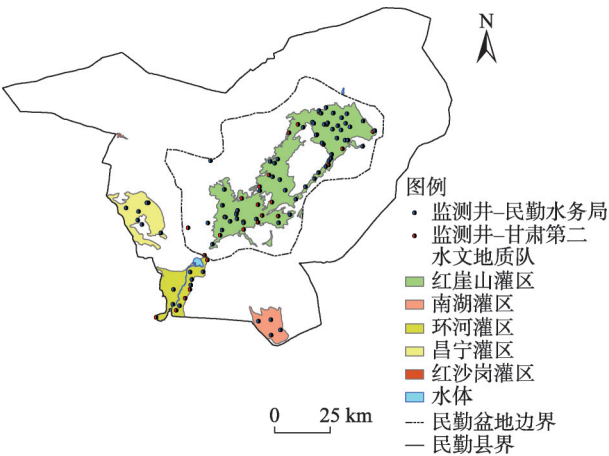 N
图例
监测井–民勤水务局
监测井–甘肃第二
水文地质队
红崖山灌区
南湖灌区
环河灌区
昌宁灌区
红沙岗灌区
水体
民勤盆地边界
民勤县界
0 25 km